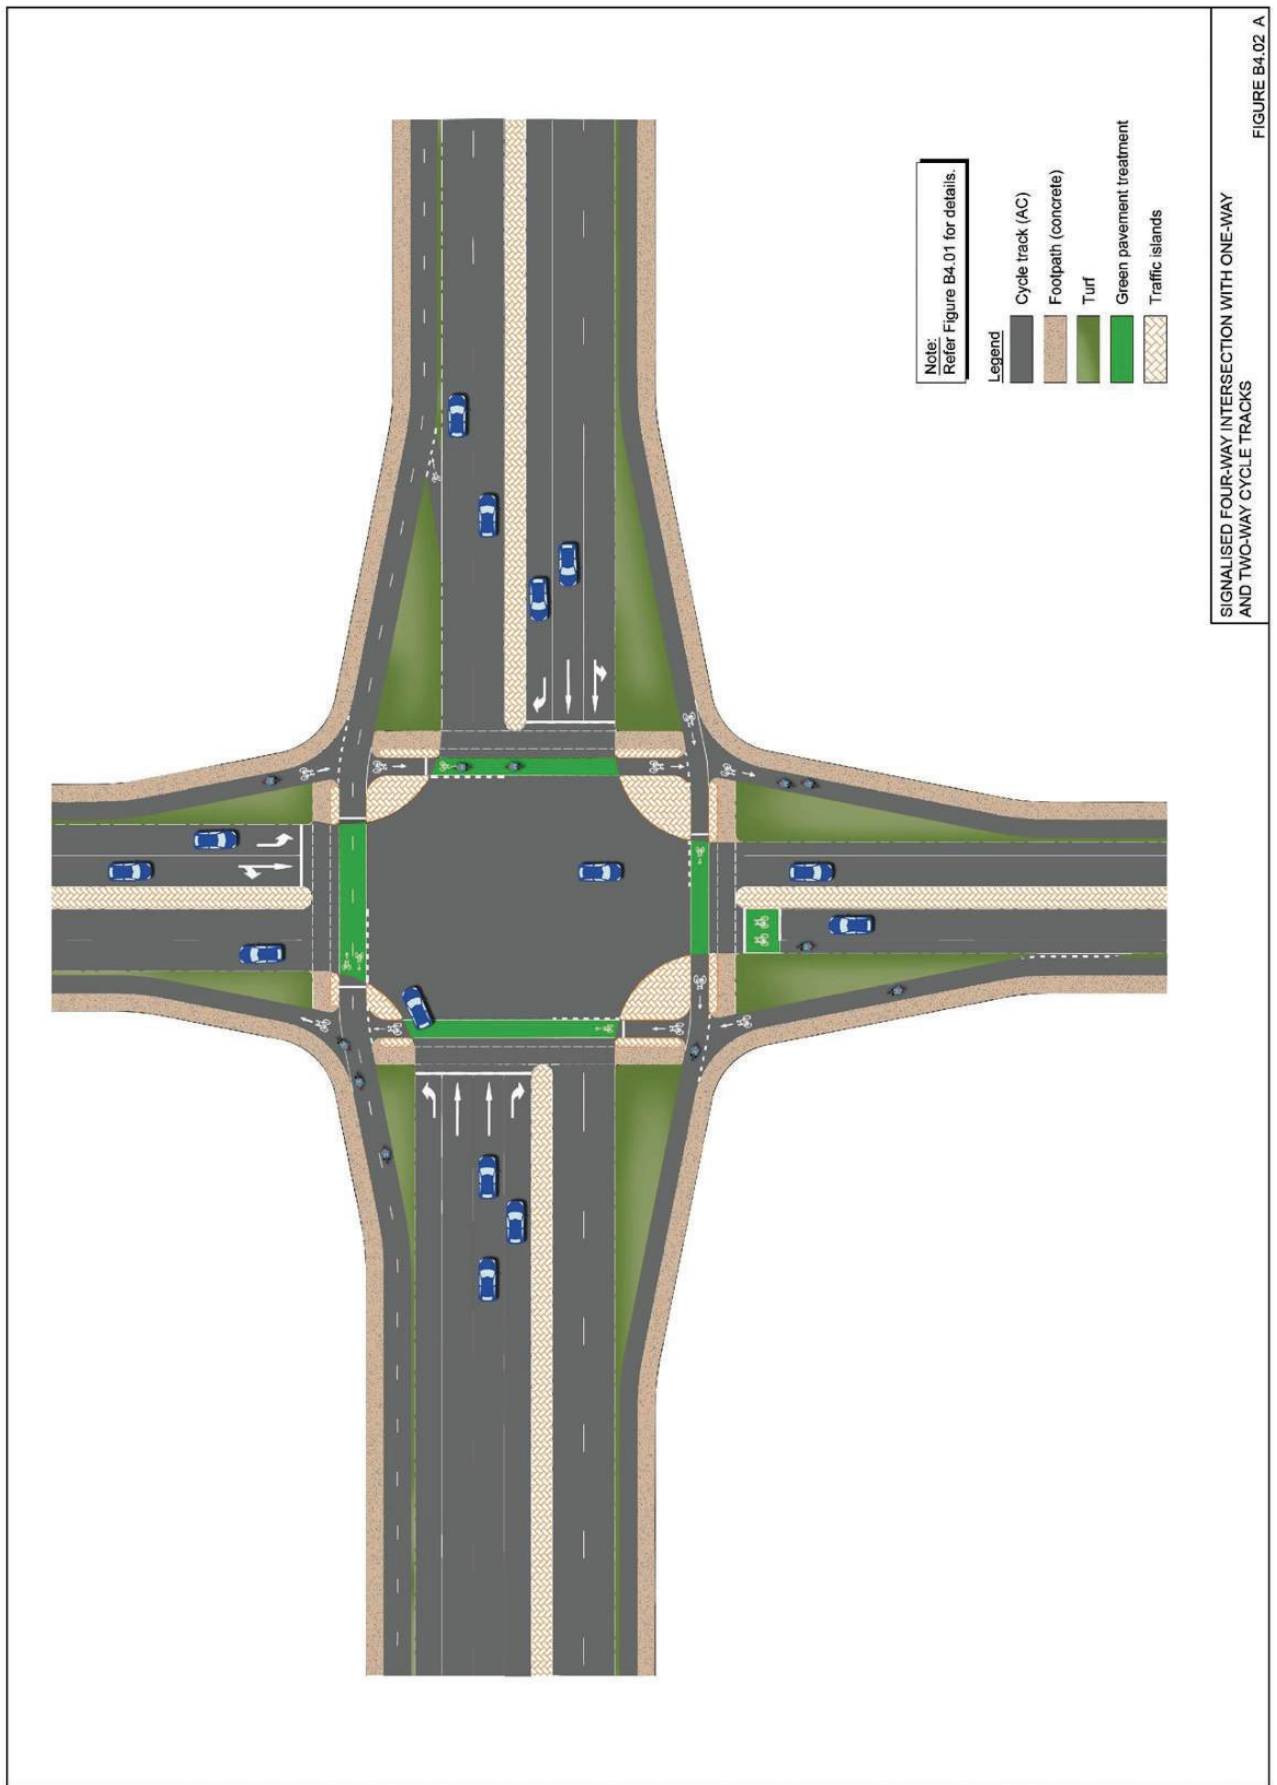 Note:
Refer Figure B4.01 for details.
Legend
Cycle track (AC)
Footpath (concrete)
Turf
Green pavement treatment
Traffic islands
SIGNALISED FOUR-WAY INTERSECTION WITH ONE-WAY
AND TWO-WAY CYCLE TRACKS
FIGURE B4.02 A